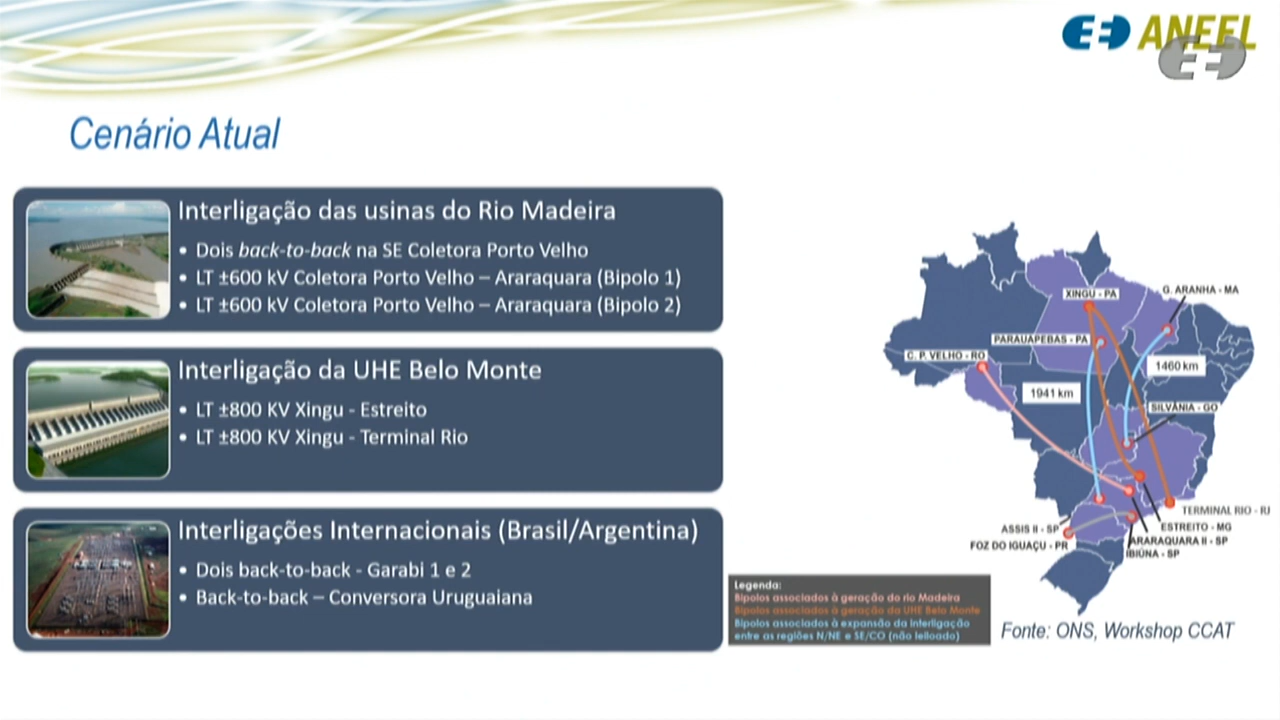 ANEEL
Cenário Atual
Interligação das usinas do Rio Madeira
• Dois back-to-back na SE Coletora Porto Velho
• LT ±600 kV Coletora Porto Velho – Araraquara (Bipolo 1)
• LT ±600 kV Coletora Porto Velho – Araraquara (Bipolo 2)
Interligação da UHE Belo Monte
• LT ±800 KV Xingu - Estreito
• LT ±800 KV Xingu - Terminal Rio
Interligações Internacionais (Brasil/Argentina)
• Dois back-to-back - Garabi 1 e 2
• Back-to-back – Conversora Uruguaiana
XINGU - PA
G. ARANHA - MA
PARAUAPEBAS - PA
C. P. VELHO - RO
1460 km
1941 km
SILVÂNIA - GO
TERMINAL RIO - RJ
ASSIS II - SP
ESTREITO - MG
FOZ DO IGUAÇU - PR
ARARAQUARA II - SP
IBIÚNA - SP
Legenda:
Bipolos associados à geração do rio Madeira
Bipolos associados à geração da UHE Belo Monte
Bipolos associados à expansão da interligação
entre as regiões N/NE e SE/CO (não leiloado)
Fonte: ONS, Workshop CCAT